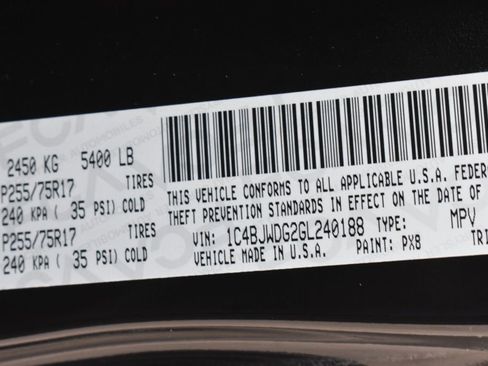 2450 KG 5400 LB
P255/75R17 TIRES
240 KPA ( 35 PSI) COLD
P255/75R17 TIRES
240 KPA ( 35 PSI) COLD
THIS VEHICLE CONFORMS TO ALL APPLICABLE U.S.A. FEDER
THEFT PREVENTION STANDARDS IN EFFECT ON THE DATE OF
VIN: 1C4BJWDG2GL240188 TYPE: MPV
VEHICLE MADE IN U.S.A. PAINT: PX8 TRI